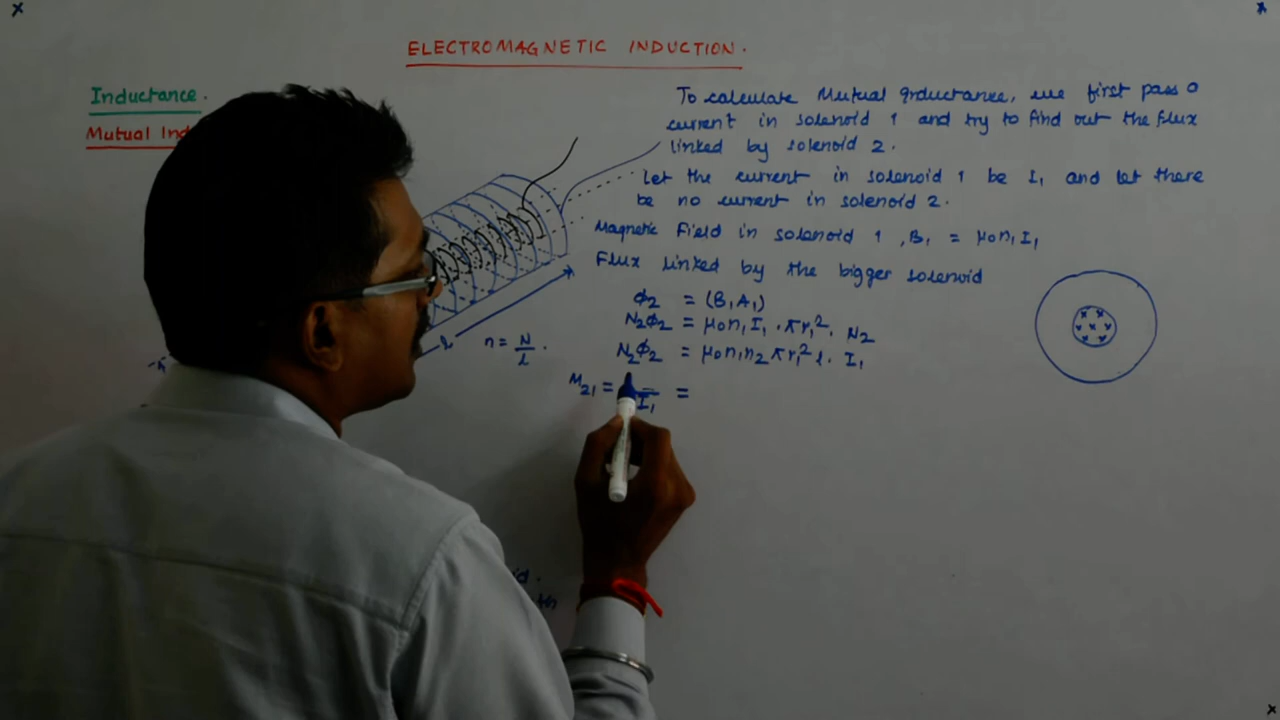 ELECTROMAGNETIC INDUCTION.
Inductance.
Mutual Ind
To calculate Mutual Inductance, we first pass a
current in solenoid 1 and try to find out the flux
linked by solenoid 2.
Let the current in solenoid 1 be I₁ and let there
be no current in solenoid 2.
Magnetic Field in solenoid 1, B₁ = μ₀n₁I₁
Flux linked by the bigger solenoid
ϕ₂ = (B₁A₁)
N₂ϕ₂ = μ₀n₁I₁ . πr₁². N₂
N₂ϕ₂ = μ₀n₁n₂πr₁²l. I₁
l
n = N/l .
M₂₁ = /I₁ =